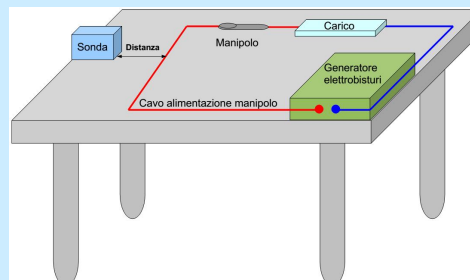 Carico
Sonda
Distanza
Manipolo
Generatore
elettrobisturi
Cavo alimentazione manipolo